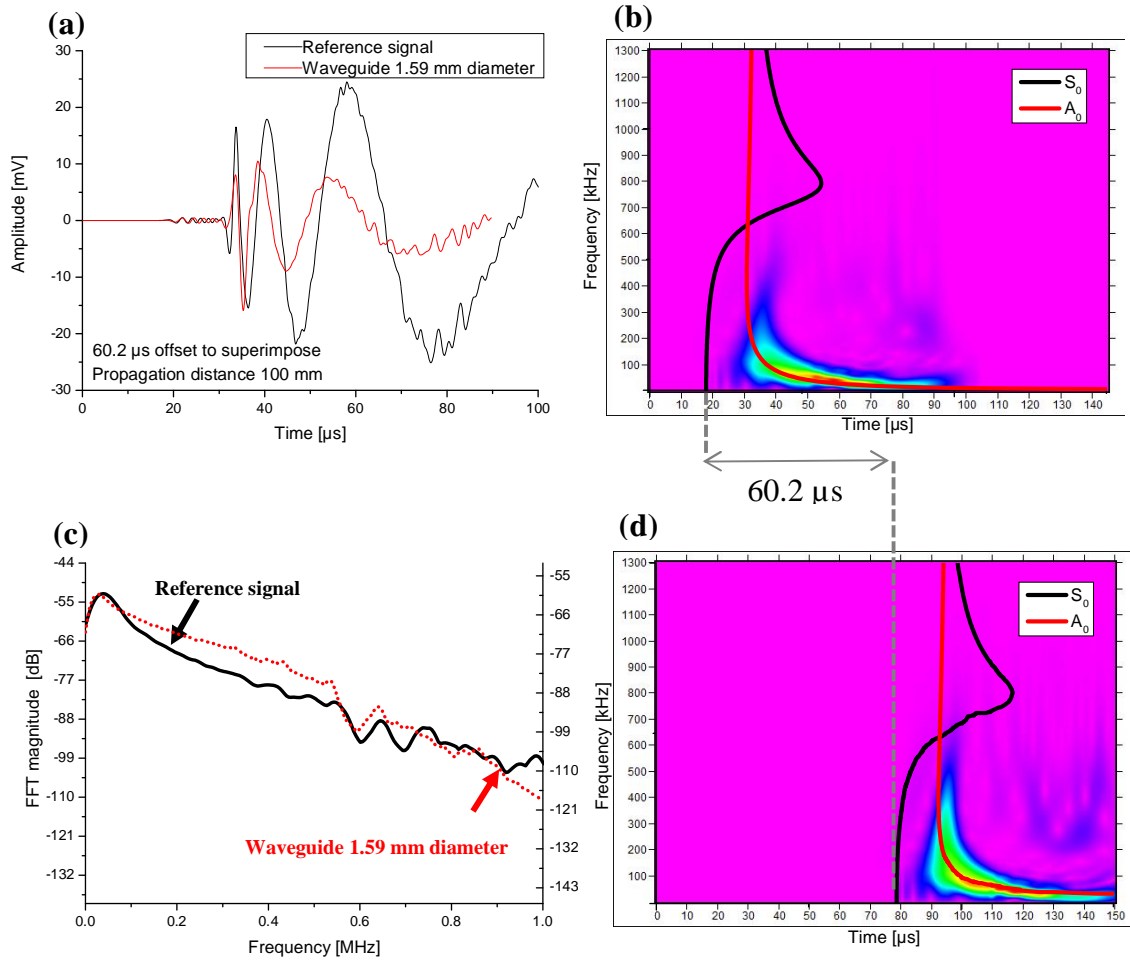 (a)
30
20
10
0
-10
-20
-30
Amplitude [mV]
Reference signal
Waveguide 1.59 mm diameter
60.2 µs offset to superimpose
Propagation distance 100 mm
0 20 40 60 80 100
Time [µs]
(b)
1300
1200
1100
1000
900
800
700
600
500
400
300
200
100
Frequency [kHz]
S0
A0
0 10 20 30 40 50 60 70 80 90 100 110 120 130 140
Time [µs]
60.2 µs
(c)
-44
-55
-66
-77
-88
-99
-110
-121
-132
FFT magnitude [dB]
Reference signal
Waveguide 1.59 mm diameter
-55
-66
-77
-88
-99
-110
-121
-132
-143
0.0 0.2 0.4 0.6 0.8 1.0
Frequency [MHz]
(d)
1300
1200
1100
1000
900
800
700
600
500
400
300
200
100
Frequency [kHz]
S0
A0
0 10 20 30 40 50 60 70 80 90 100 110 120 130 140 150
Time [µs]